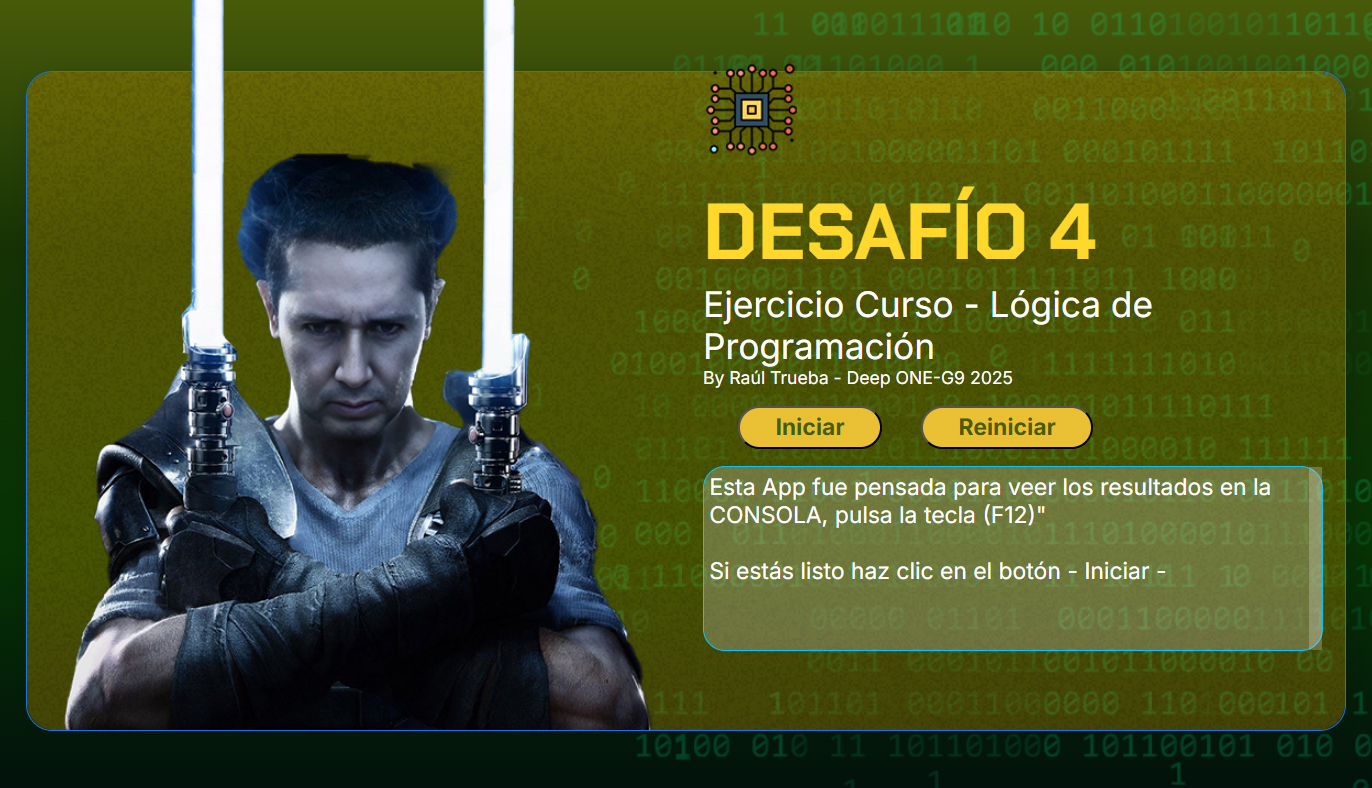 DESAFÍO 4
Ejercicio Curso - Lógica de
Programación
By Raúl Trueba - Deep ONE-G9 2025
Iniciar Reiniciar
Esta App fue pensada para veer los resultados en la
CONSOLA, pulsa la tecla (F12)"
Si estás listo haz clic en el botón - Iniciar -